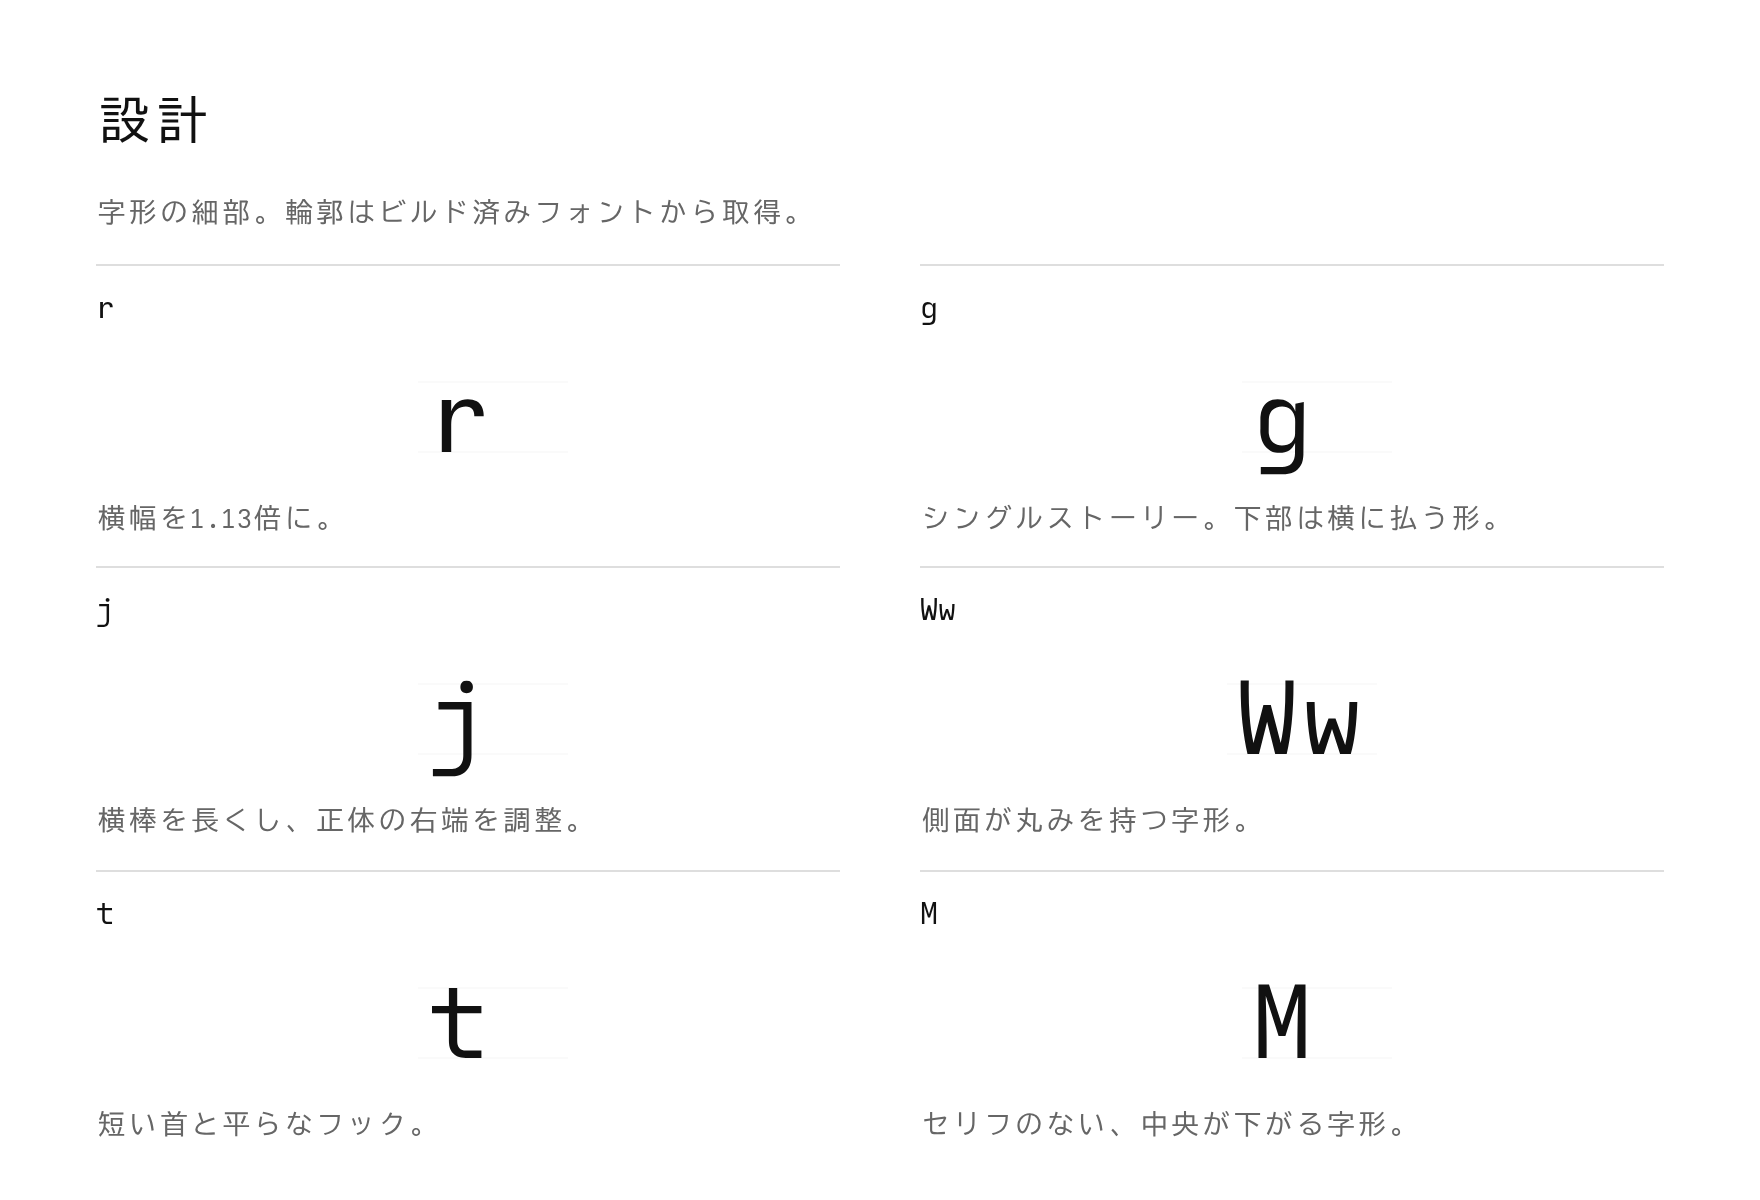 設計
字形の細部。輪郭はビルド済みフォントから取得。
r
r
横幅を1.13倍に。
g
g
シングルストーリー。下部は横に払う形。
j
j
横棒を長くし、正体の右端を調整。
Ww
Ww
側面が丸みを持つ字形。
t
t
短い首と平らなフック。
M
M
セリフのない、中央が下がる字形。